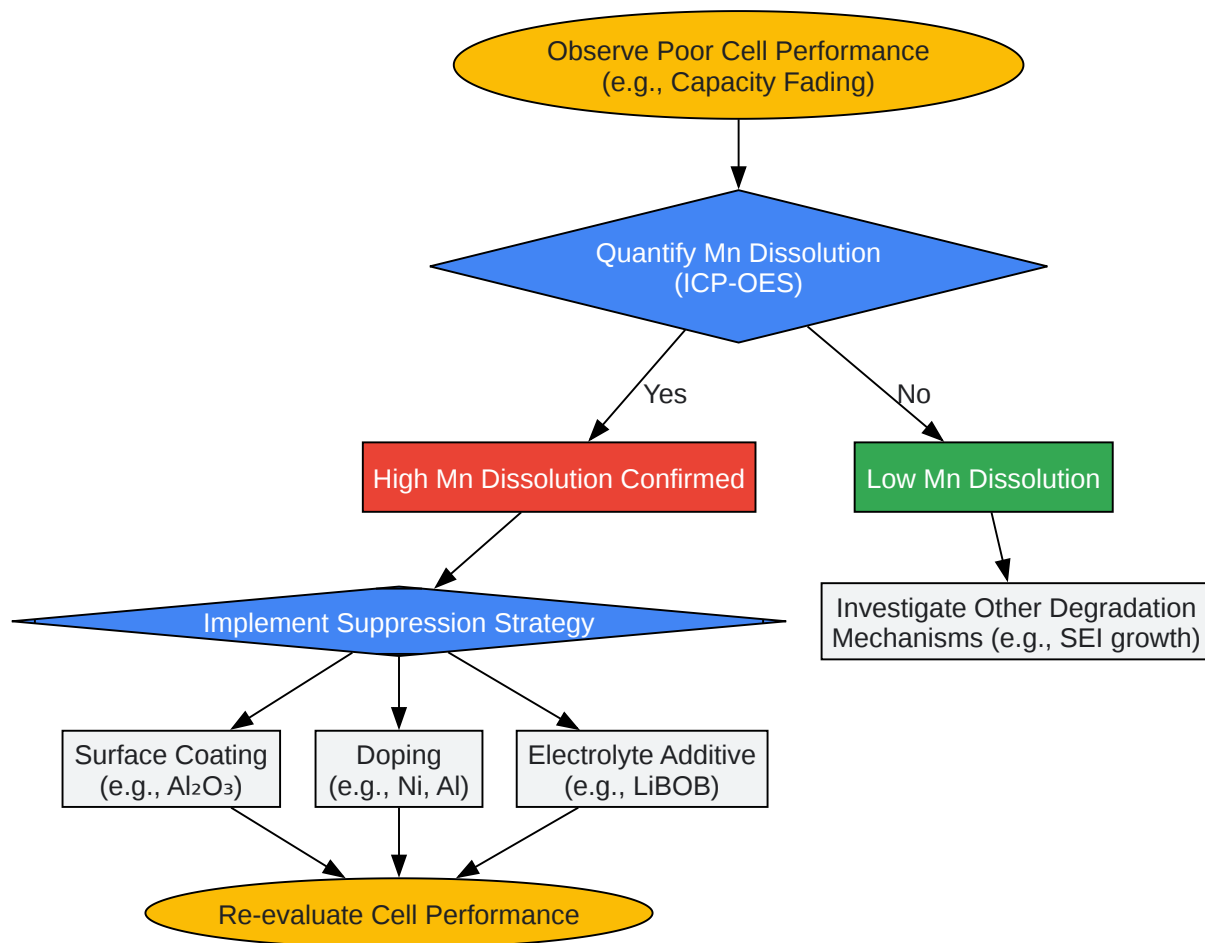 Observe Poor Cell Performance
(e.g., Capacity Fading)
Quantify Mn Dissolution
(ICP-OES)
Yes
No
High Mn Dissolution Confirmed
Low Mn Dissolution
Implement Suppression Strategy
Investigate Other Degradation
Mechanisms (e.g., SEI growth)
Surface Coating
(e.g., Al₂O₃)
Doping
(e.g., Ni, Al)
Electrolyte Additive
(e.g., LiBOB)
Re-evaluate Cell Performance